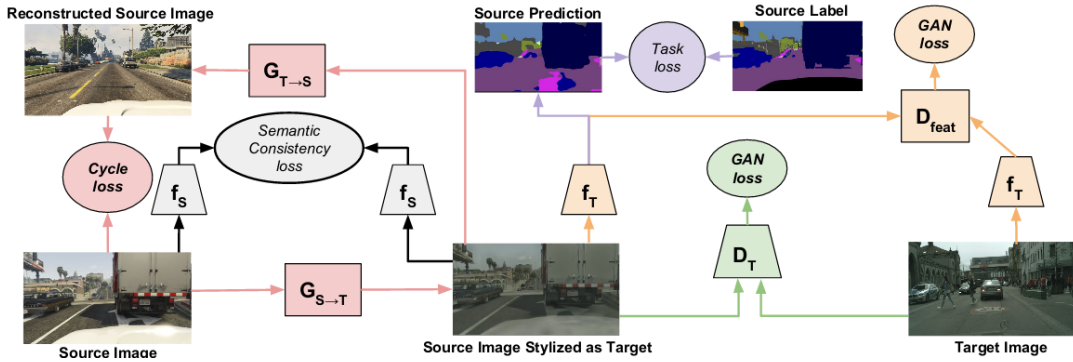 Reconstructed Source Image
Source Prediction
Source Label
GAN
loss
G T→S
Task
loss
D feat
Semantic
Consistency
loss
Cycle
loss
GAN
loss
f S
f S
f T
f T
D T
G S→T
Source Image
Source Image Stylized as Target
Target Image